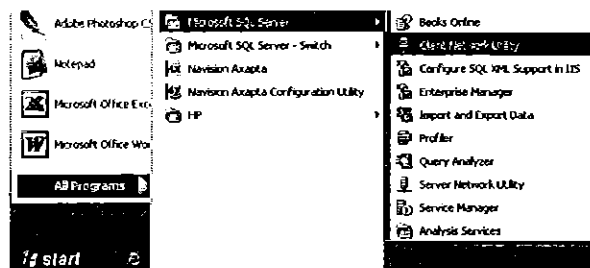 Adobe Photoshop CS
Notepad
Microsoft Office Exc
Microsoft Office Wor
All Programs
start
Microsoft SQL Server
Microsoft SQL Server - Switch
Navision Axapta
Navision Axapta Configuration Utility
HP
Books Online
Client Network Utility
Configure SQL XML Support in IIS
Enterprise Manager
Import and Export Data
Profiler
Query Analyzer
Server Network Utility
Service Manager
Analysis Services